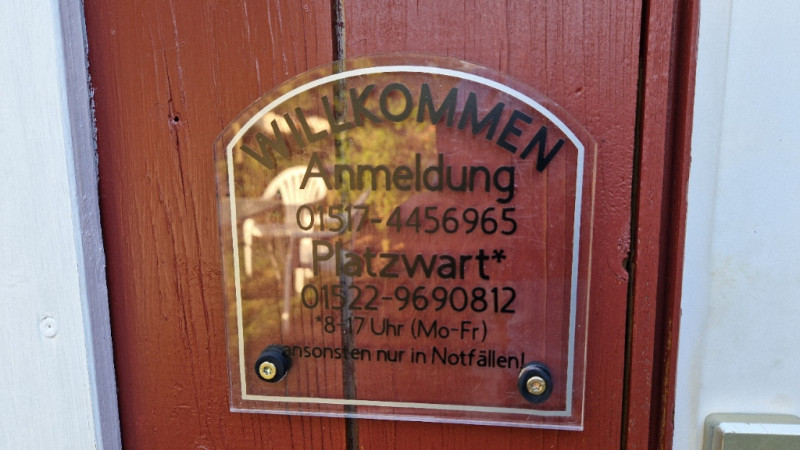 WILLKOMMEN
Anmeldung
01517-4456965
Platzwart*
01522-9690812
*8-17 Uhr (Mo-Fr)
ansonsten nur in Notfällen!